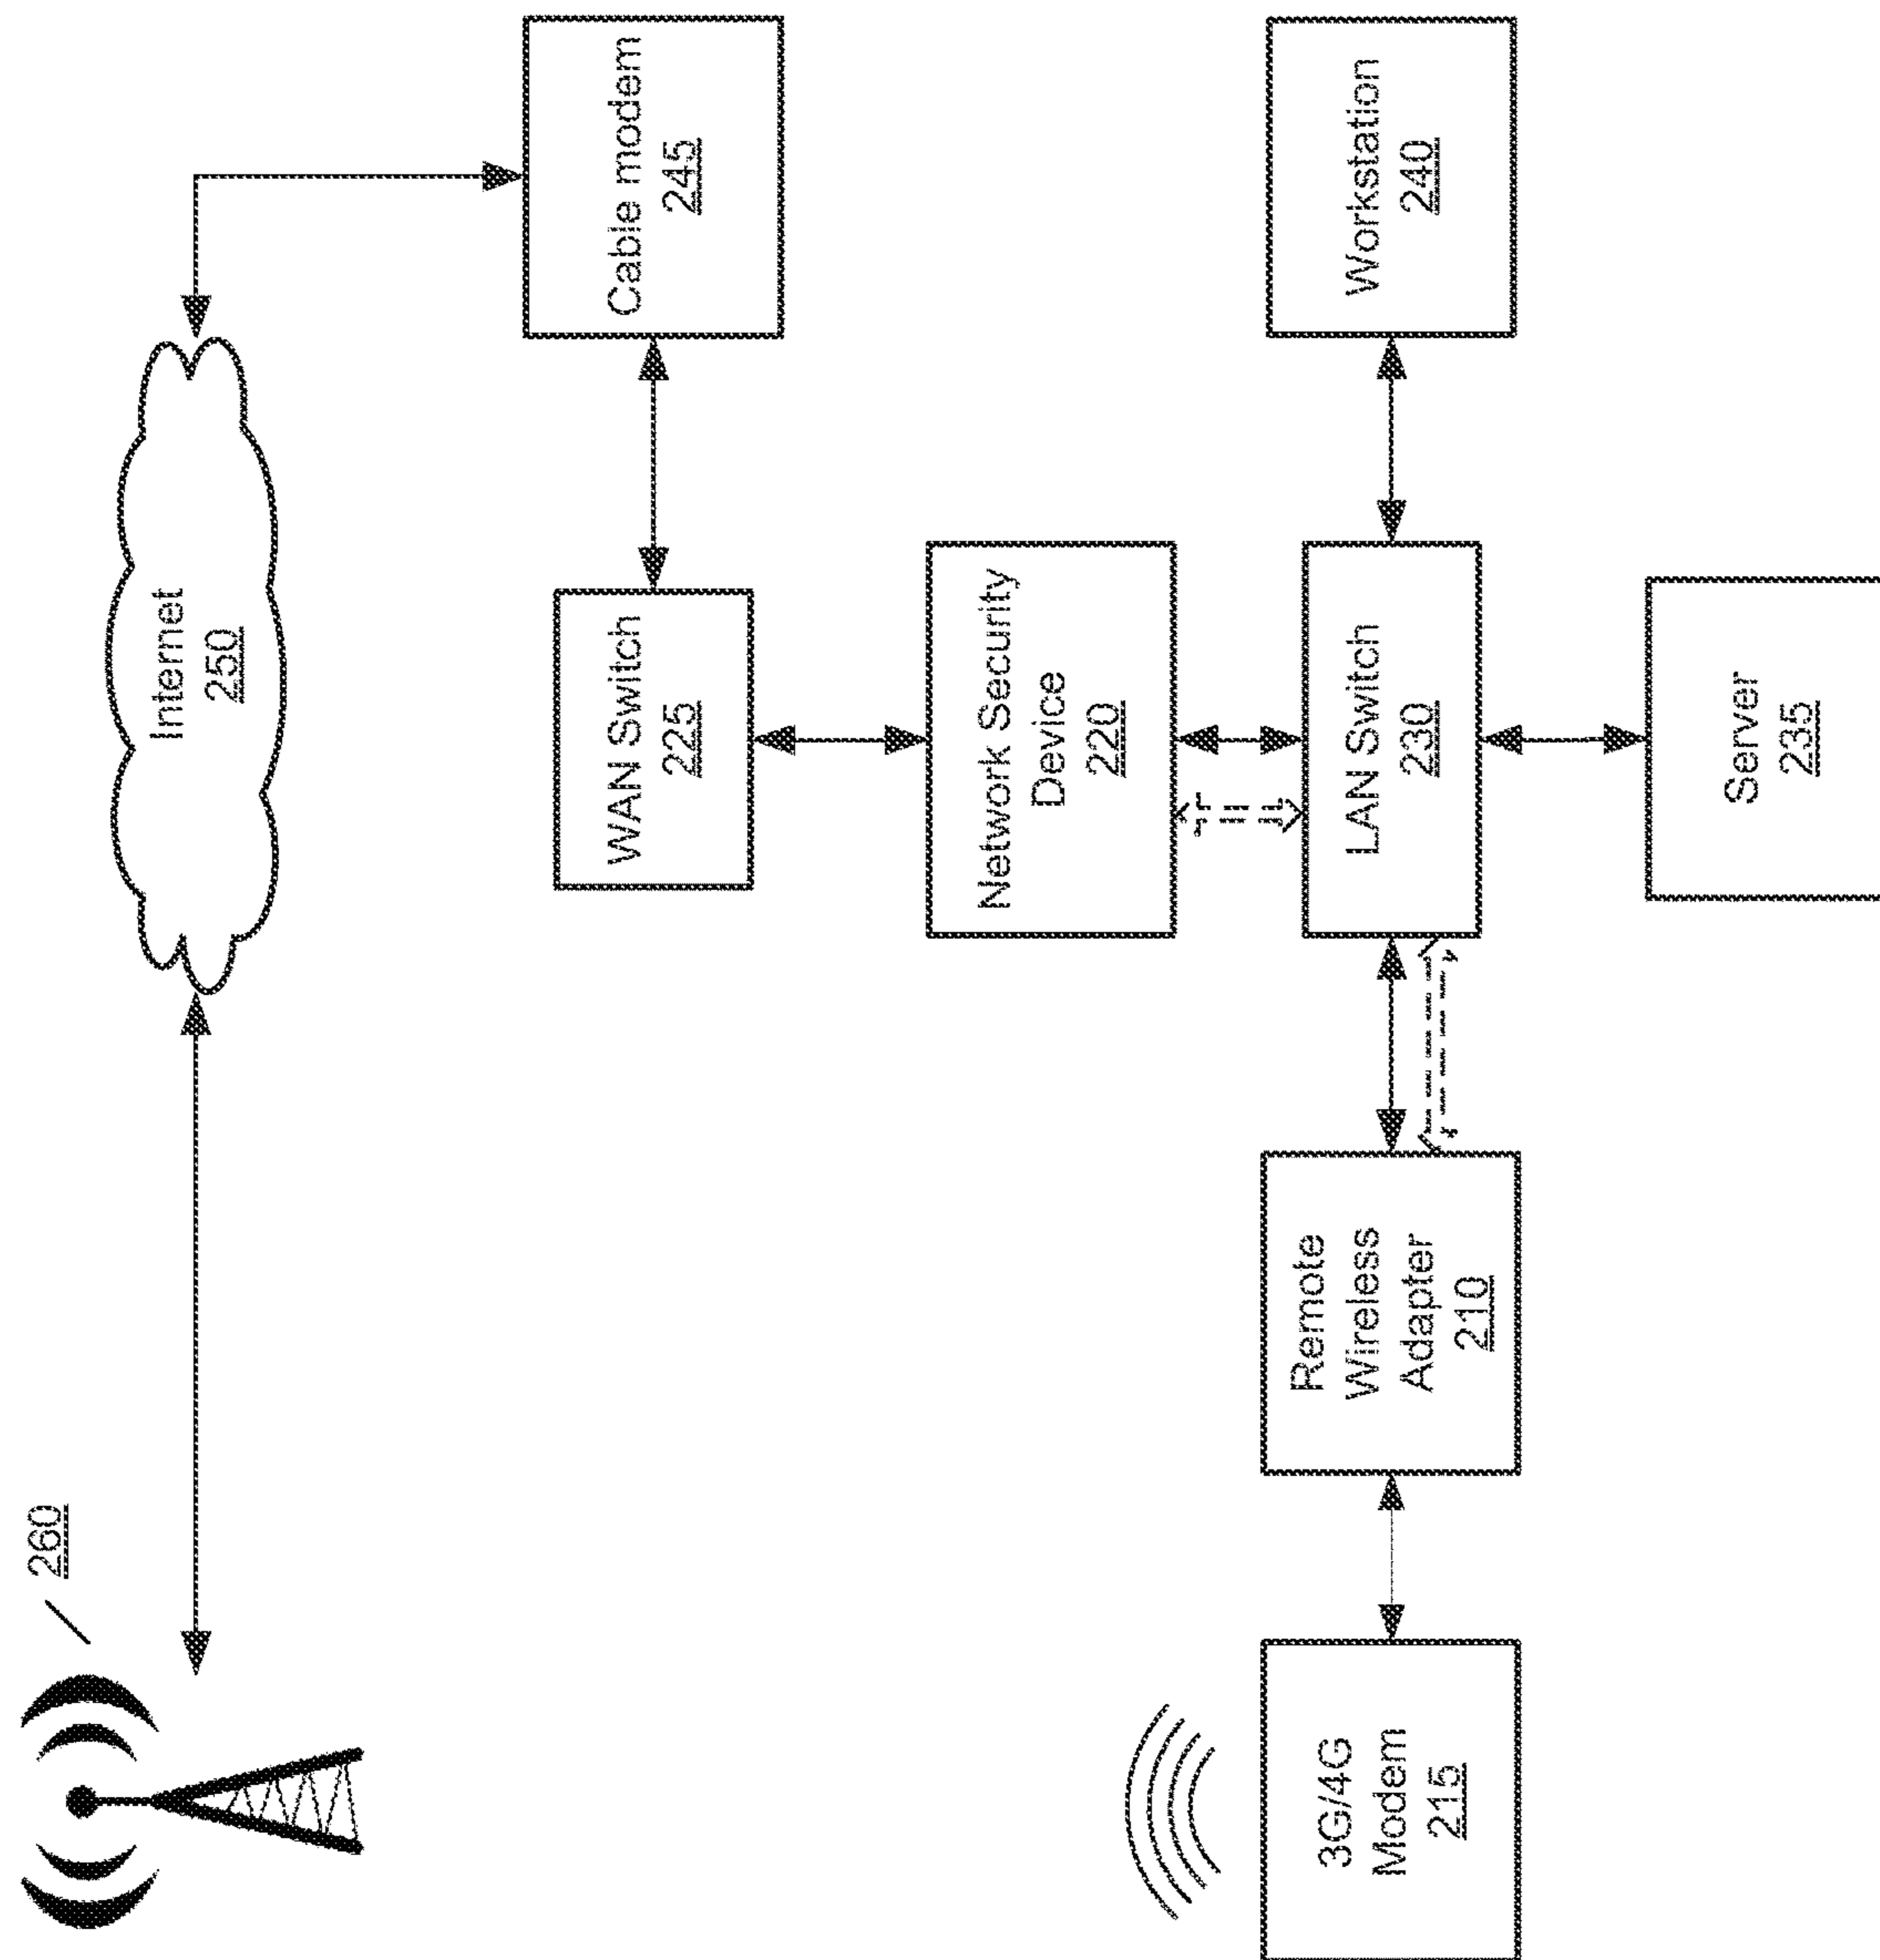 260
Internet
250
Cable modem
245
WAN Switch
225
Network Security
Device
220
3G/4G
Modem
215
Remote
Wireless
Adapter
210
LAN Switch
230
Workstation
240
Server
235